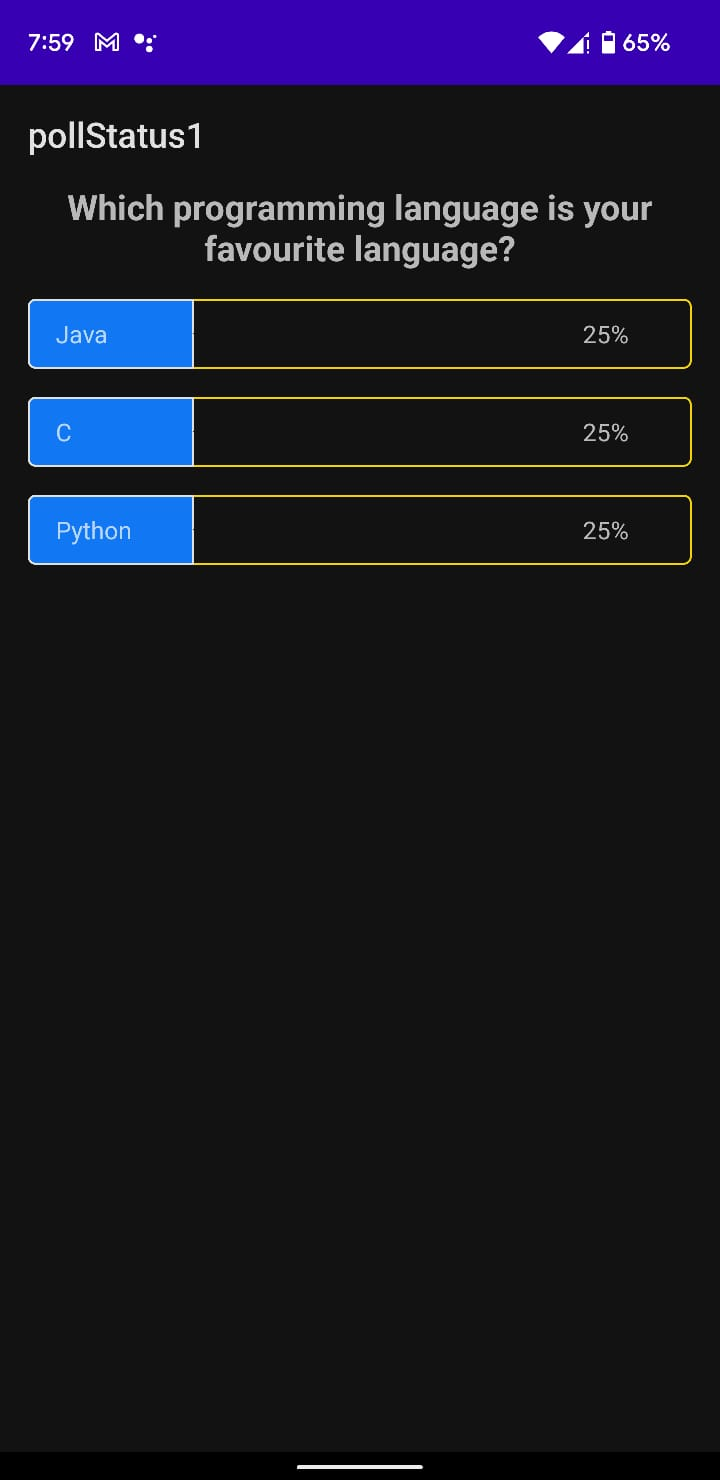 7:59 65%
pollStatus1
Which programming language is your
favourite language?
Java 25%
C 25%
Python 25%